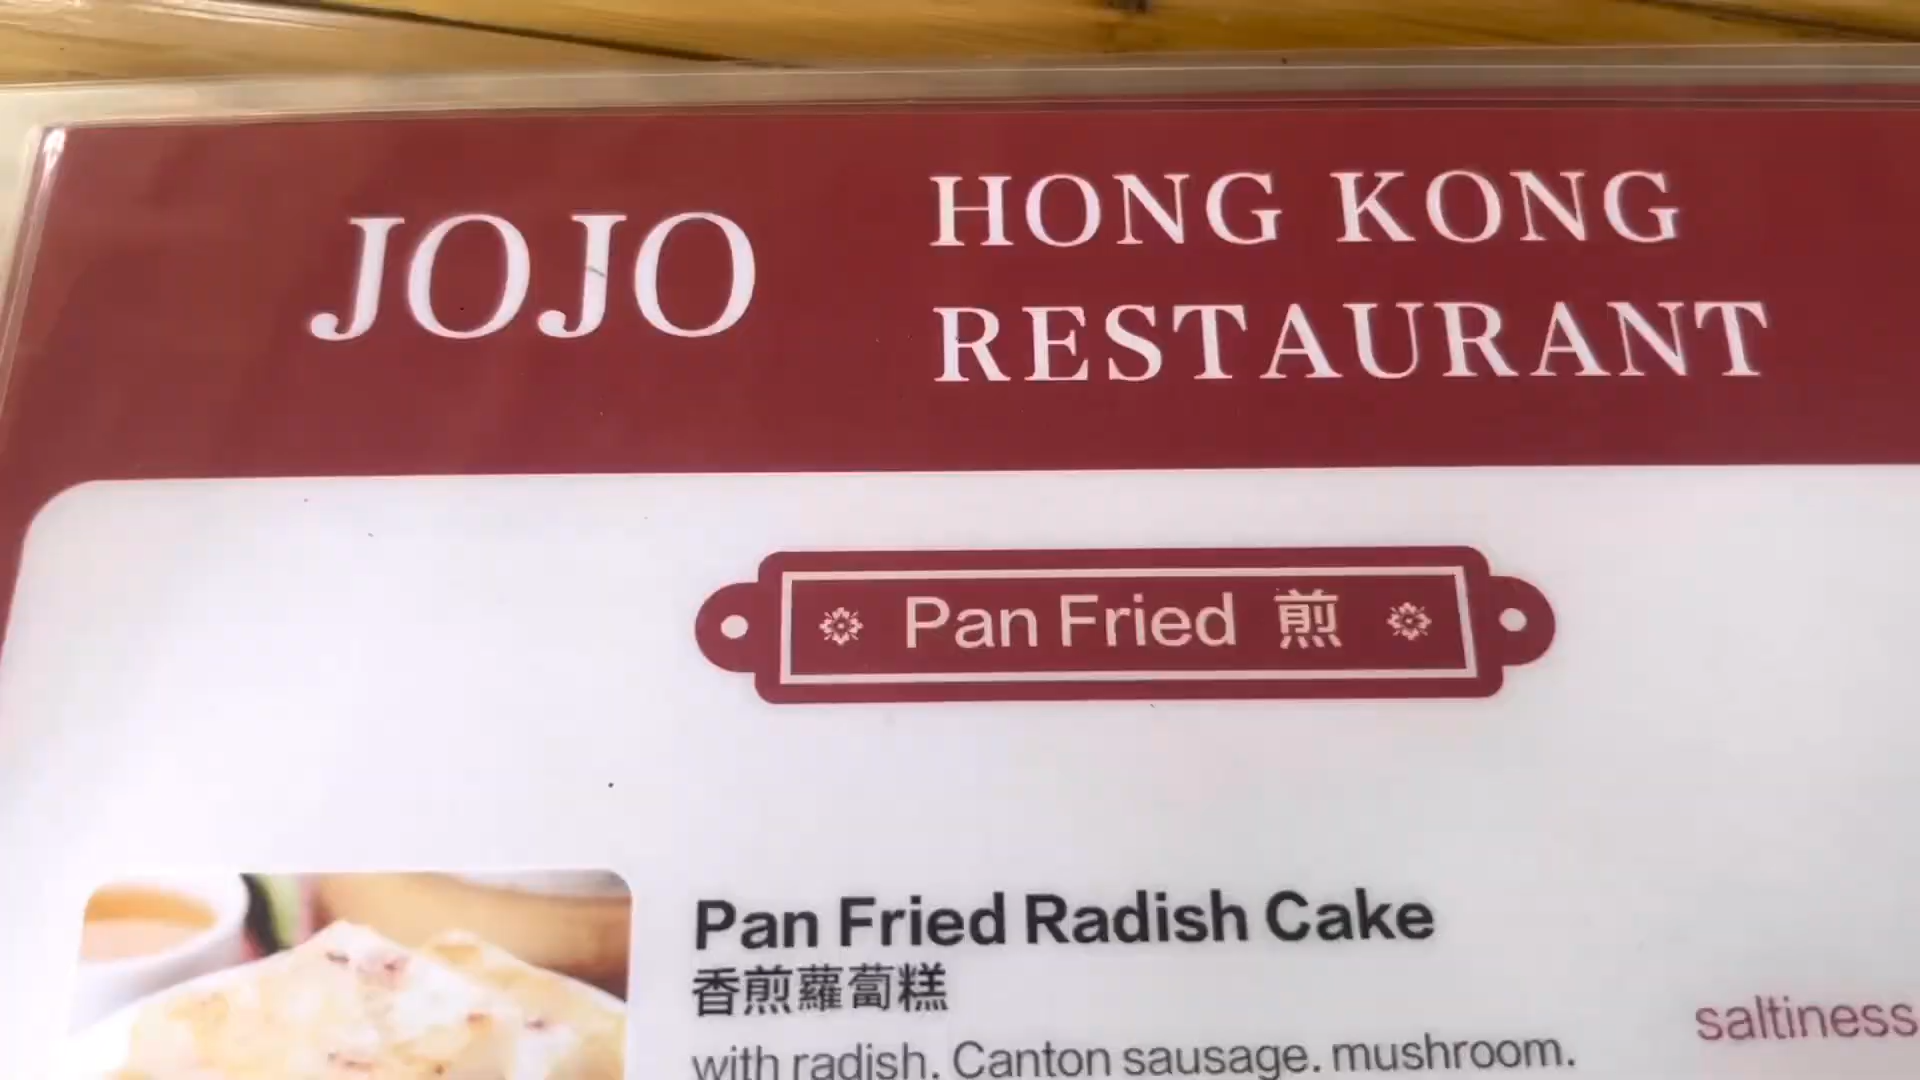 JOJO
HONG KONG
RESTAURANT
Pan Fried 煎
Pan Fried Radish Cake
香煎蘿蔔糕
saltiness
with radish, Canton sausage, mushroom,